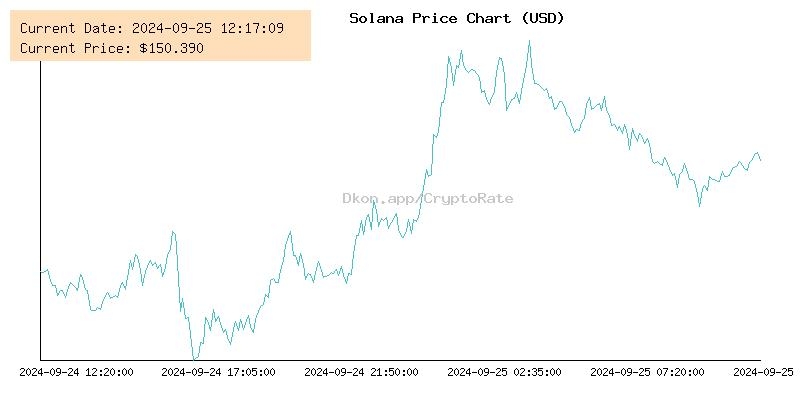 Solana Price Chart (USD)
Current Date: 2024-09-25 12:17:09
Current Price: $150.390
Dkon.app/CryptoRate
2024-09-24 12:20:00 2024-09-24 17:05:00 2024-09-24 21:50:00 2024-09-25 02:35:00 2024-09-25 07:20:00 2024-09-25